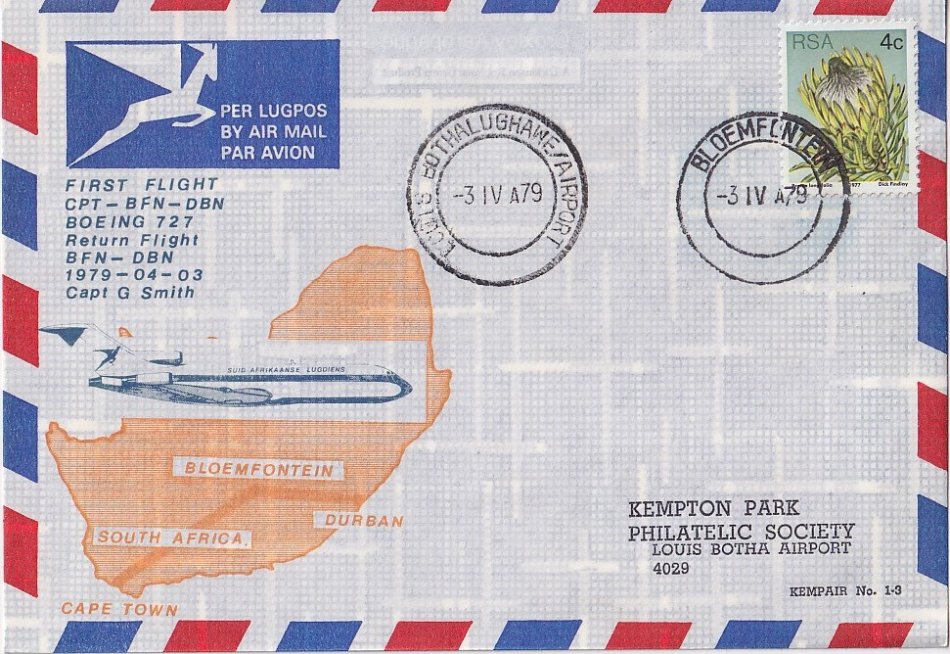 PER LUGPOS
BY AIR MAIL
PAR AVION
FIRST FLIGHT
CPT-BFN-DBN
BOEING 727
Return Flight
BFN-DBN
1979-04-03
Capt G Smith
LOUIS BOTHALUGHAWE/AIRPORT
-3 IV A79
BLOEMFONTEIN
-3 IV A79
RSA 4c
1977 Dick Findlay
SUID AFRIKAANSE LUGDIENS
BLOEMFONTEIN
DURBAN
SOUTH AFRICA
CAPE TOWN
KEMPTON PARK
PHILATELIC SOCIETY
LOUIS BOTHA AIRPORT
4029
KEMPAIR No. 1-3